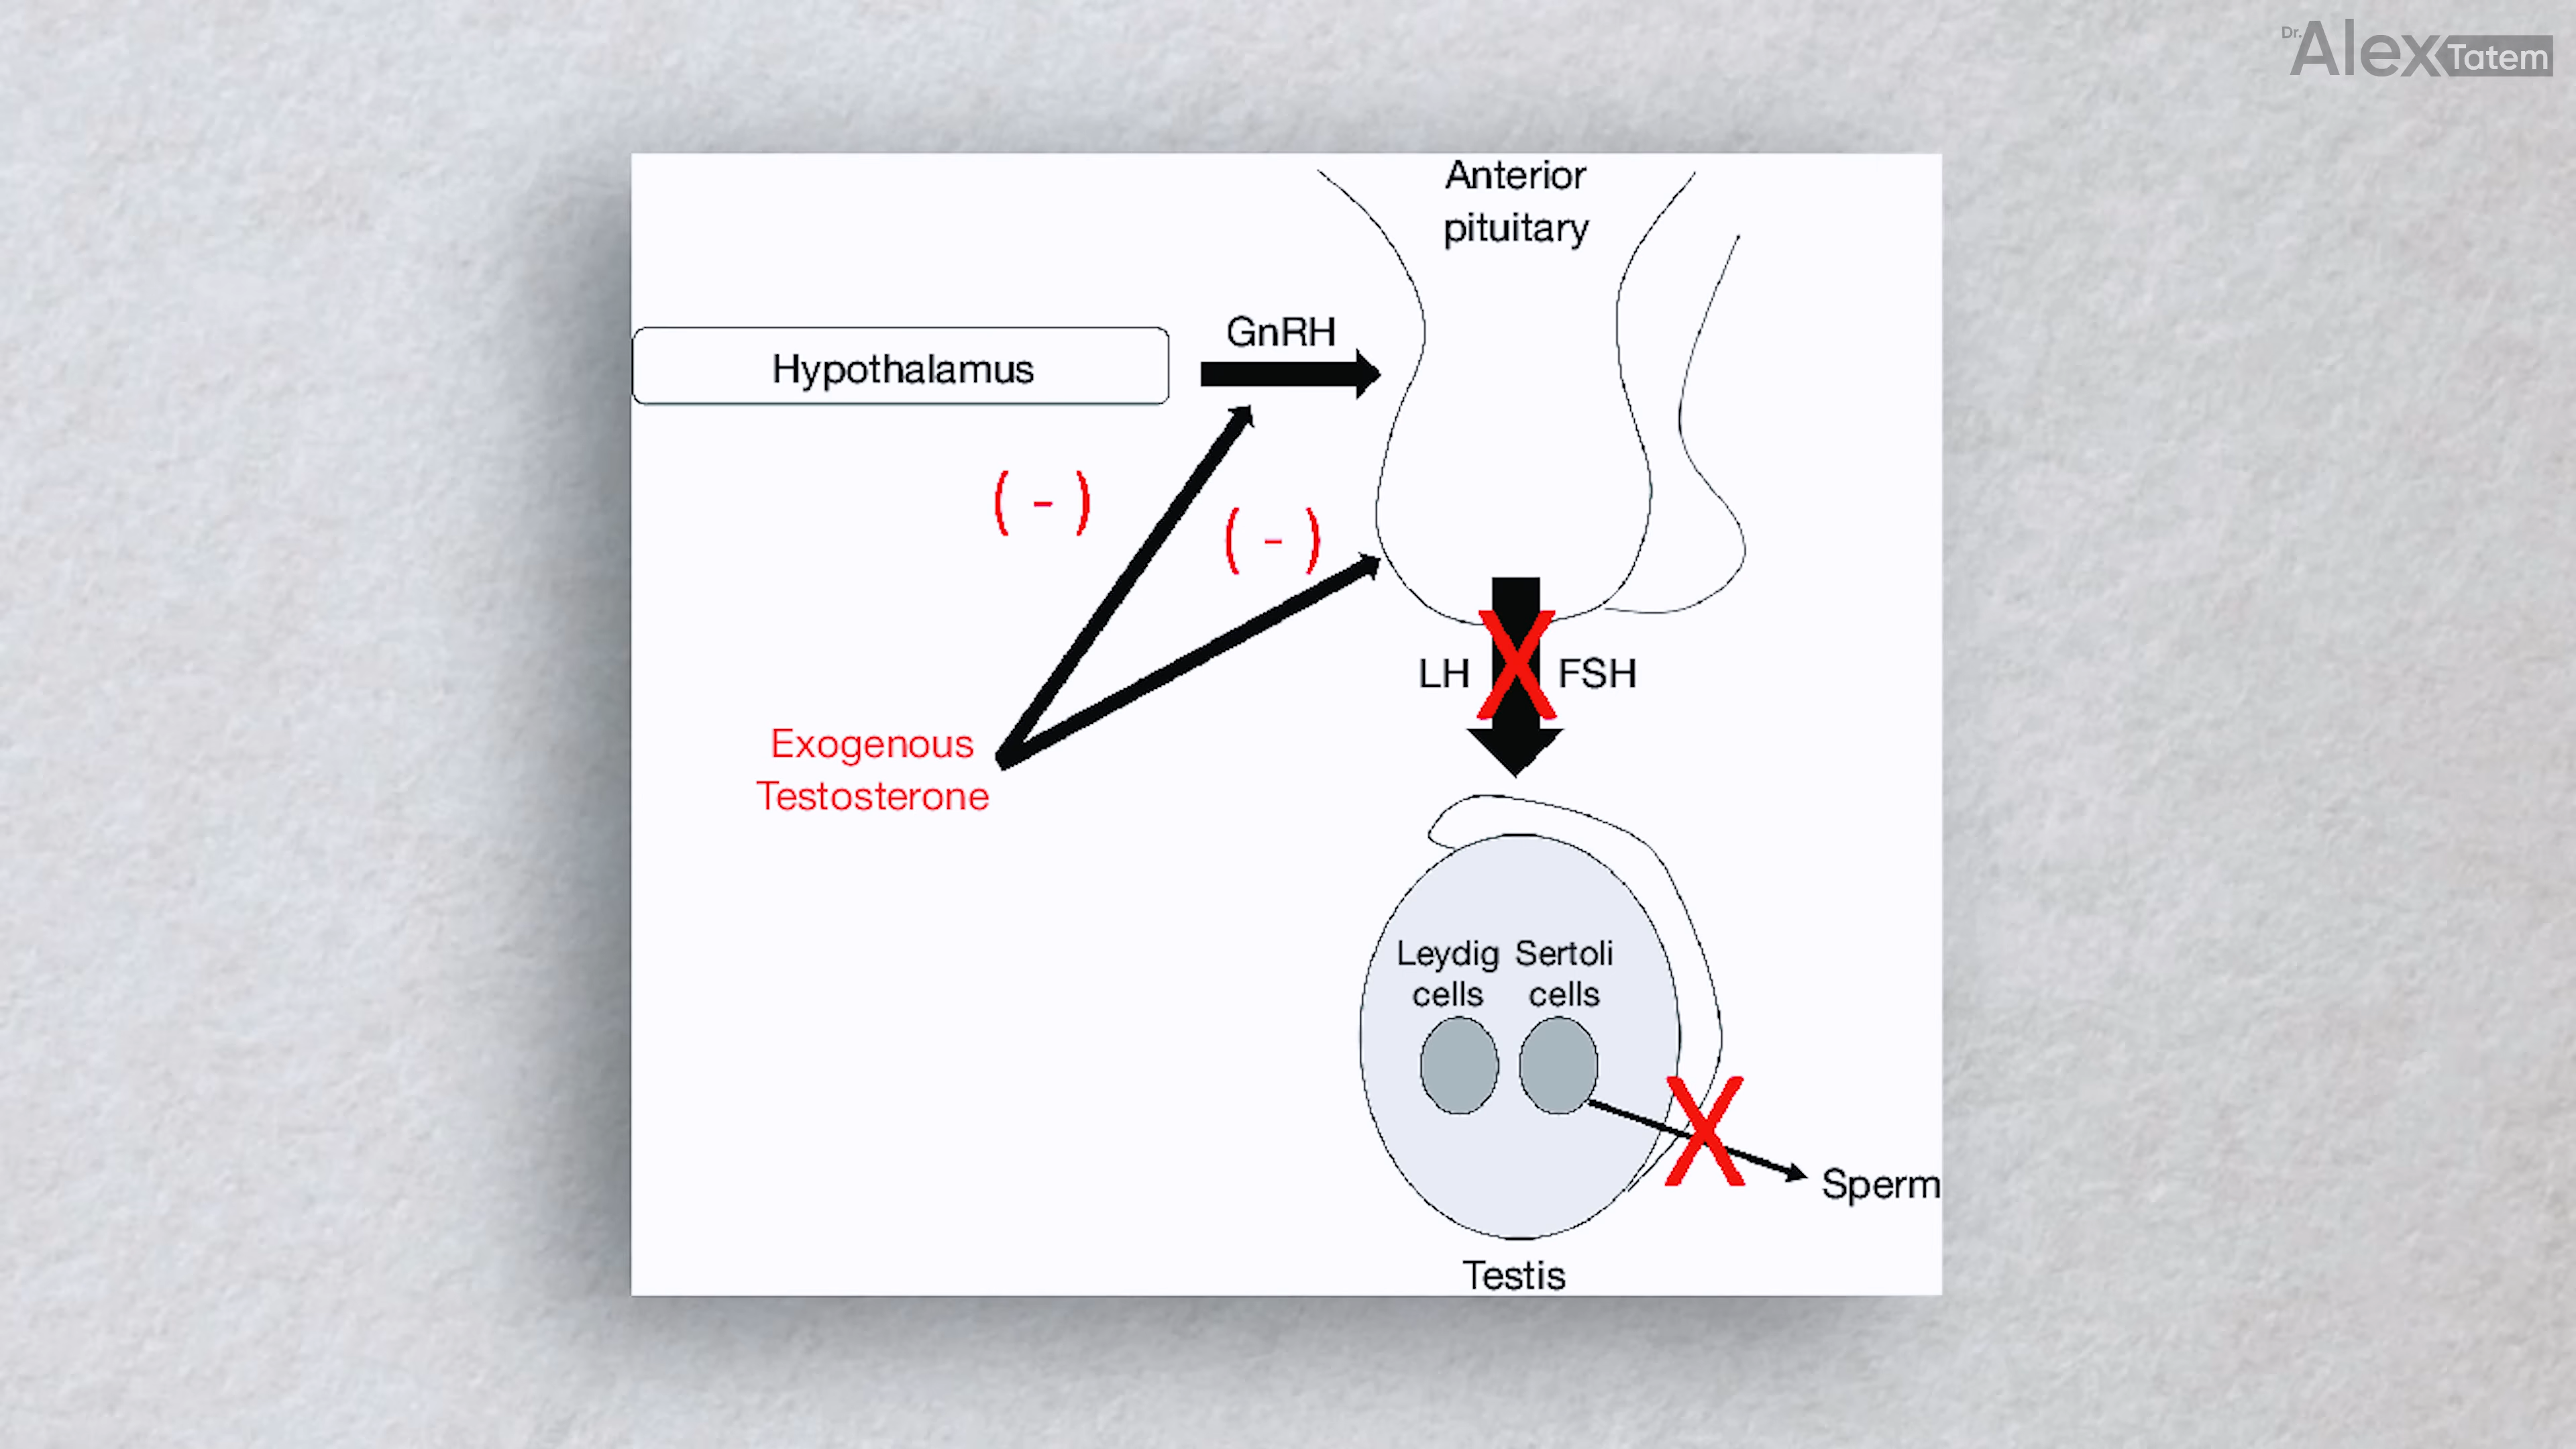 Dr. Alex Tatem
Anterior
pituitary
GnRH
Hypothalamus
( - )
( - )
LH X FSH
Exogenous
Testosterone
Leydig Sertoli
cells cells
X
Sperm
Testis